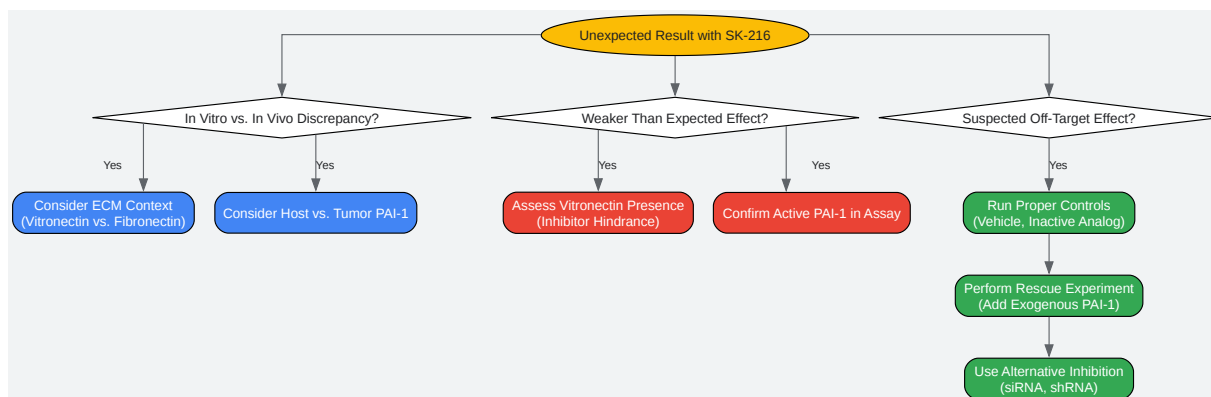 Unexpected Result with SK-216
In Vitro vs. In Vivo Discrepancy?
Weaker Than Expected Effect?
Suspected Off-Target Effect?
Yes
Yes
Yes
Yes
Yes
Consider ECM Context
(Vitronectin vs. Fibronectin)
Consider Host vs. Tumor PAI-1
Assess Vitronectin Presence
(Inhibitor Hindrance)
Confirm Active PAI-1 in Assay
Run Proper Controls
(Vehicle, Inactive Analog)
Perform Rescue Experiment
(Add Exogenous PAI-1)
Use Alternative Inhibition
(siRNA, shRNA)